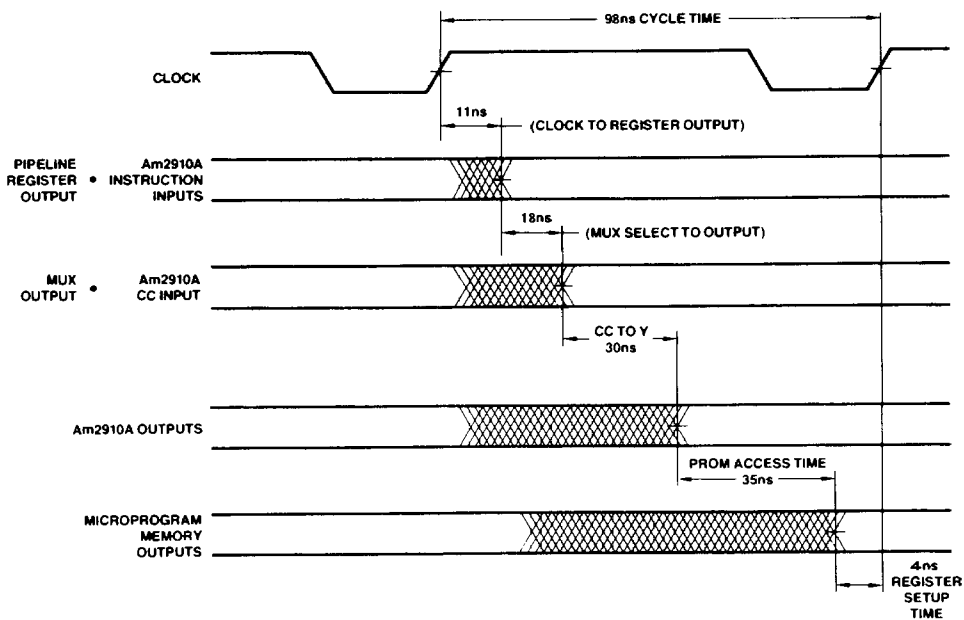 98ns CYCLE TIME
CLOCK
11ns
(CLOCK TO REGISTER OUTPUT)
PIPELINE
REGISTER
OUTPUT
•
Am2910A
INSTRUCTION
INPUTS
18ns
(MUX SELECT TO OUTPUT)
MUX
OUTPUT
•
Am2910A
CC INPUT
CC TO Y
30ns
Am2910A OUTPUTS
PROM ACCESS TIME
35ns
MICROPROGRAM
MEMORY
OUTPUTS
4ns
REGISTER
SETUP
TIME